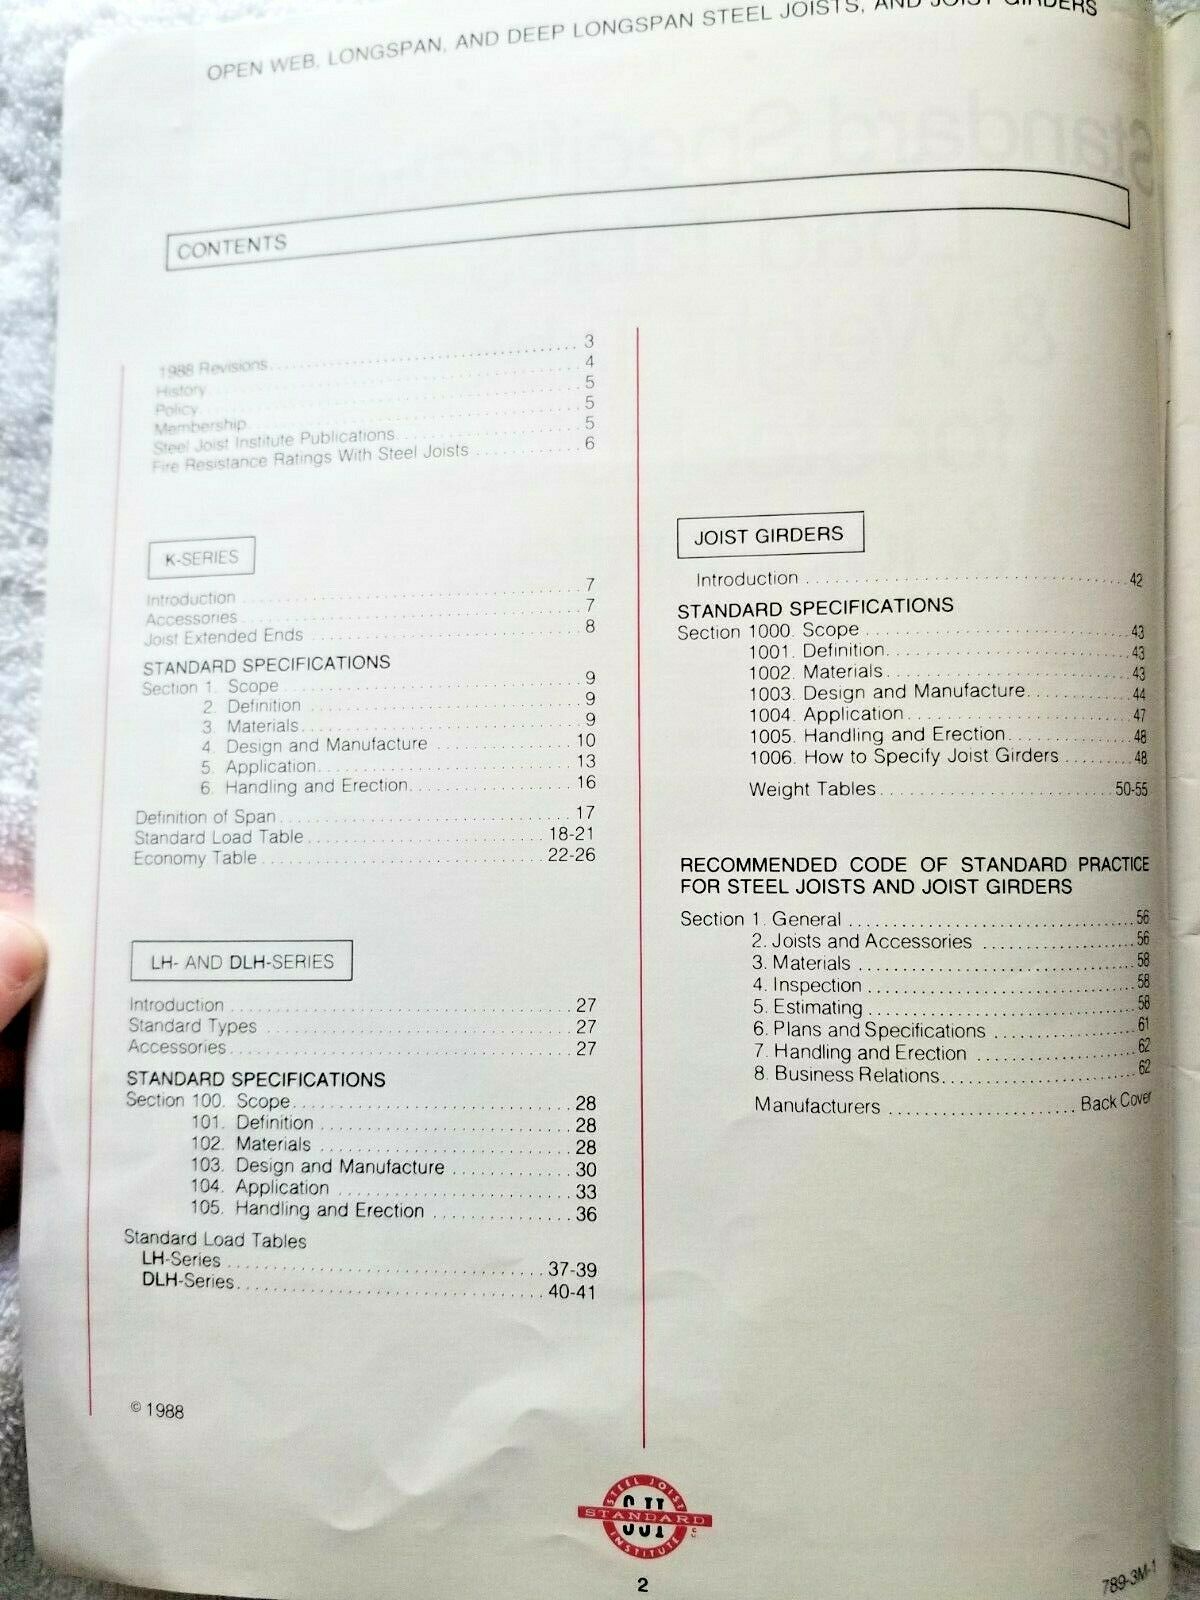 OPEN WEB, LONGSPAN, AND DEEP LONGSPAN STEEL JOISTS, AND JOIST GIRDERS
CONTENTS
1988 Revisions 3
History 4
Policy 5
Membership 5
Steel Joist Institute Publications 5
Fire Resistance Ratings With Steel Joists 6
K-SERIES
Introduction 7
Accessories 7
Joist Extended Ends 8
STANDARD SPECIFICATIONS
Section 1. Scope 9
2. Definition 9
3. Materials 9
4. Design and Manufacture 10
5. Application 13
6. Handling and Erection 16
Definition of Span 17
Standard Load Table 18-21
Economy Table 22-26
LH- AND DLH-SERIES
Introduction 27
Standard Types 27
Accessories 27
STANDARD SPECIFICATIONS
Section 100. Scope 28
101. Definition 28
102. Materials 28
103. Design and Manufacture 30
104. Application 33
105. Handling and Erection 36
Standard Load Tables
LH-Series 37-39
DLH-Series 40-41
© 1988
JOIST GIRDERS
Introduction 42
STANDARD SPECIFICATIONS
Section 1000. Scope 43
1001. Definition 43
1002. Materials 43
1003. Design and Manufacture 44
1004. Application 47
1005. Handling and Erection 48
1006. How to Specify Joist Girders 48
Weight Tables 50-55
RECOMMENDED CODE OF STANDARD PRACTICE
FOR STEEL JOISTS AND JOIST GIRDERS
Section 1. General 56
2. Joists and Accessories 56
3. Materials 58
4. Inspection 58
5. Estimating 58
6. Plans and Specifications 61
7. Handling and Erection 62
8. Business Relations 62
Manufacturers Back Cover
STEEL JOIST
SJI
STANDARD
SJI
INSTITUTE
2
789-3M-1